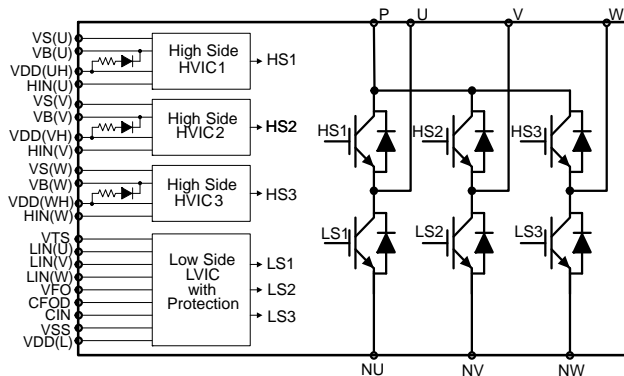 P U V W
VS(U)
VB(U)
VDD(UH)
HIN(U)
High Side
HVIC1
HS1
VS(V)
VB(V)
VDD(VH)
HIN(V)
High Side
HVIC2
HS2
VS(W)
VB(W)
VDD(WH)
HIN(W)
High Side
HVIC3
HS3
VTS
LIN(U)
LIN(V)
LIN(W)
VFO
CFOD
CIN
VSS
VDD(L)
Low Side
LVIC
with
Protection
LS1
LS2
LS3
HS1 HS2 HS3
LS1 LS2 LS3
NU NV NW